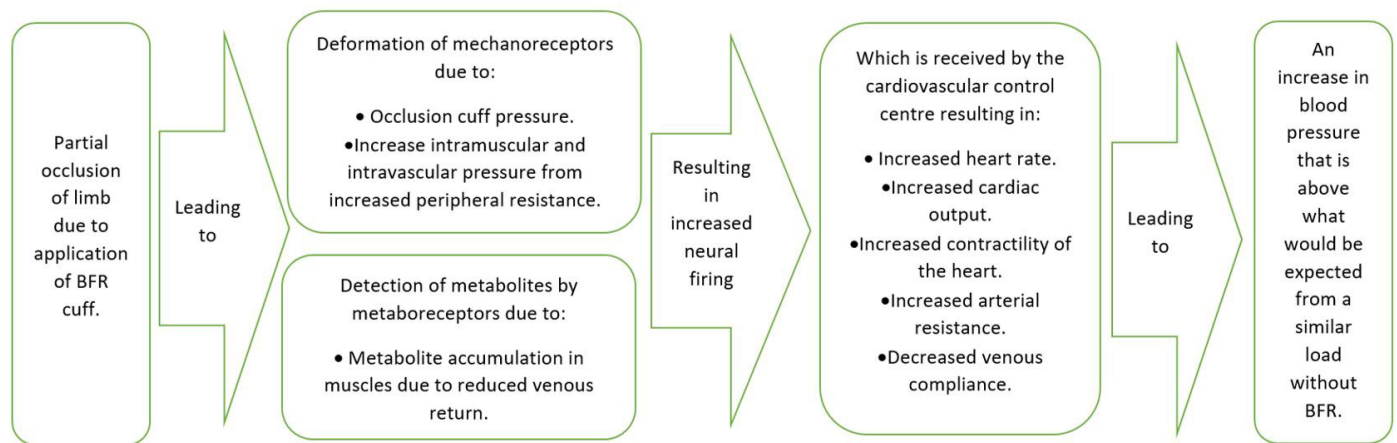 Partial
occlusion
of limb
due to
application
of BFR
cuff.
Leading
to
Deformation of mechanoreceptors
due to:
• Occlusion cuff pressure.
•Increase intramuscular and
intravascular pressure from
increased peripheral resistance.
Detection of metabolites by
metaboreceptors due to:
• Metabolite accumulation in
muscles due to reduced venous
return.
Resulting
in
increased
neural
firing
Which is received by the
cardiovascular control
centre resulting in:
• Increased heart rate.
•Increased cardiac
output.
•Increased contractility of
the heart.
•Increased arterial
resistance.
•Decreased venous
compliance.
Leading
to
An
increase in
blood
pressure
that is
above
what
would be
expected
from a
similar
load
without
BFR.